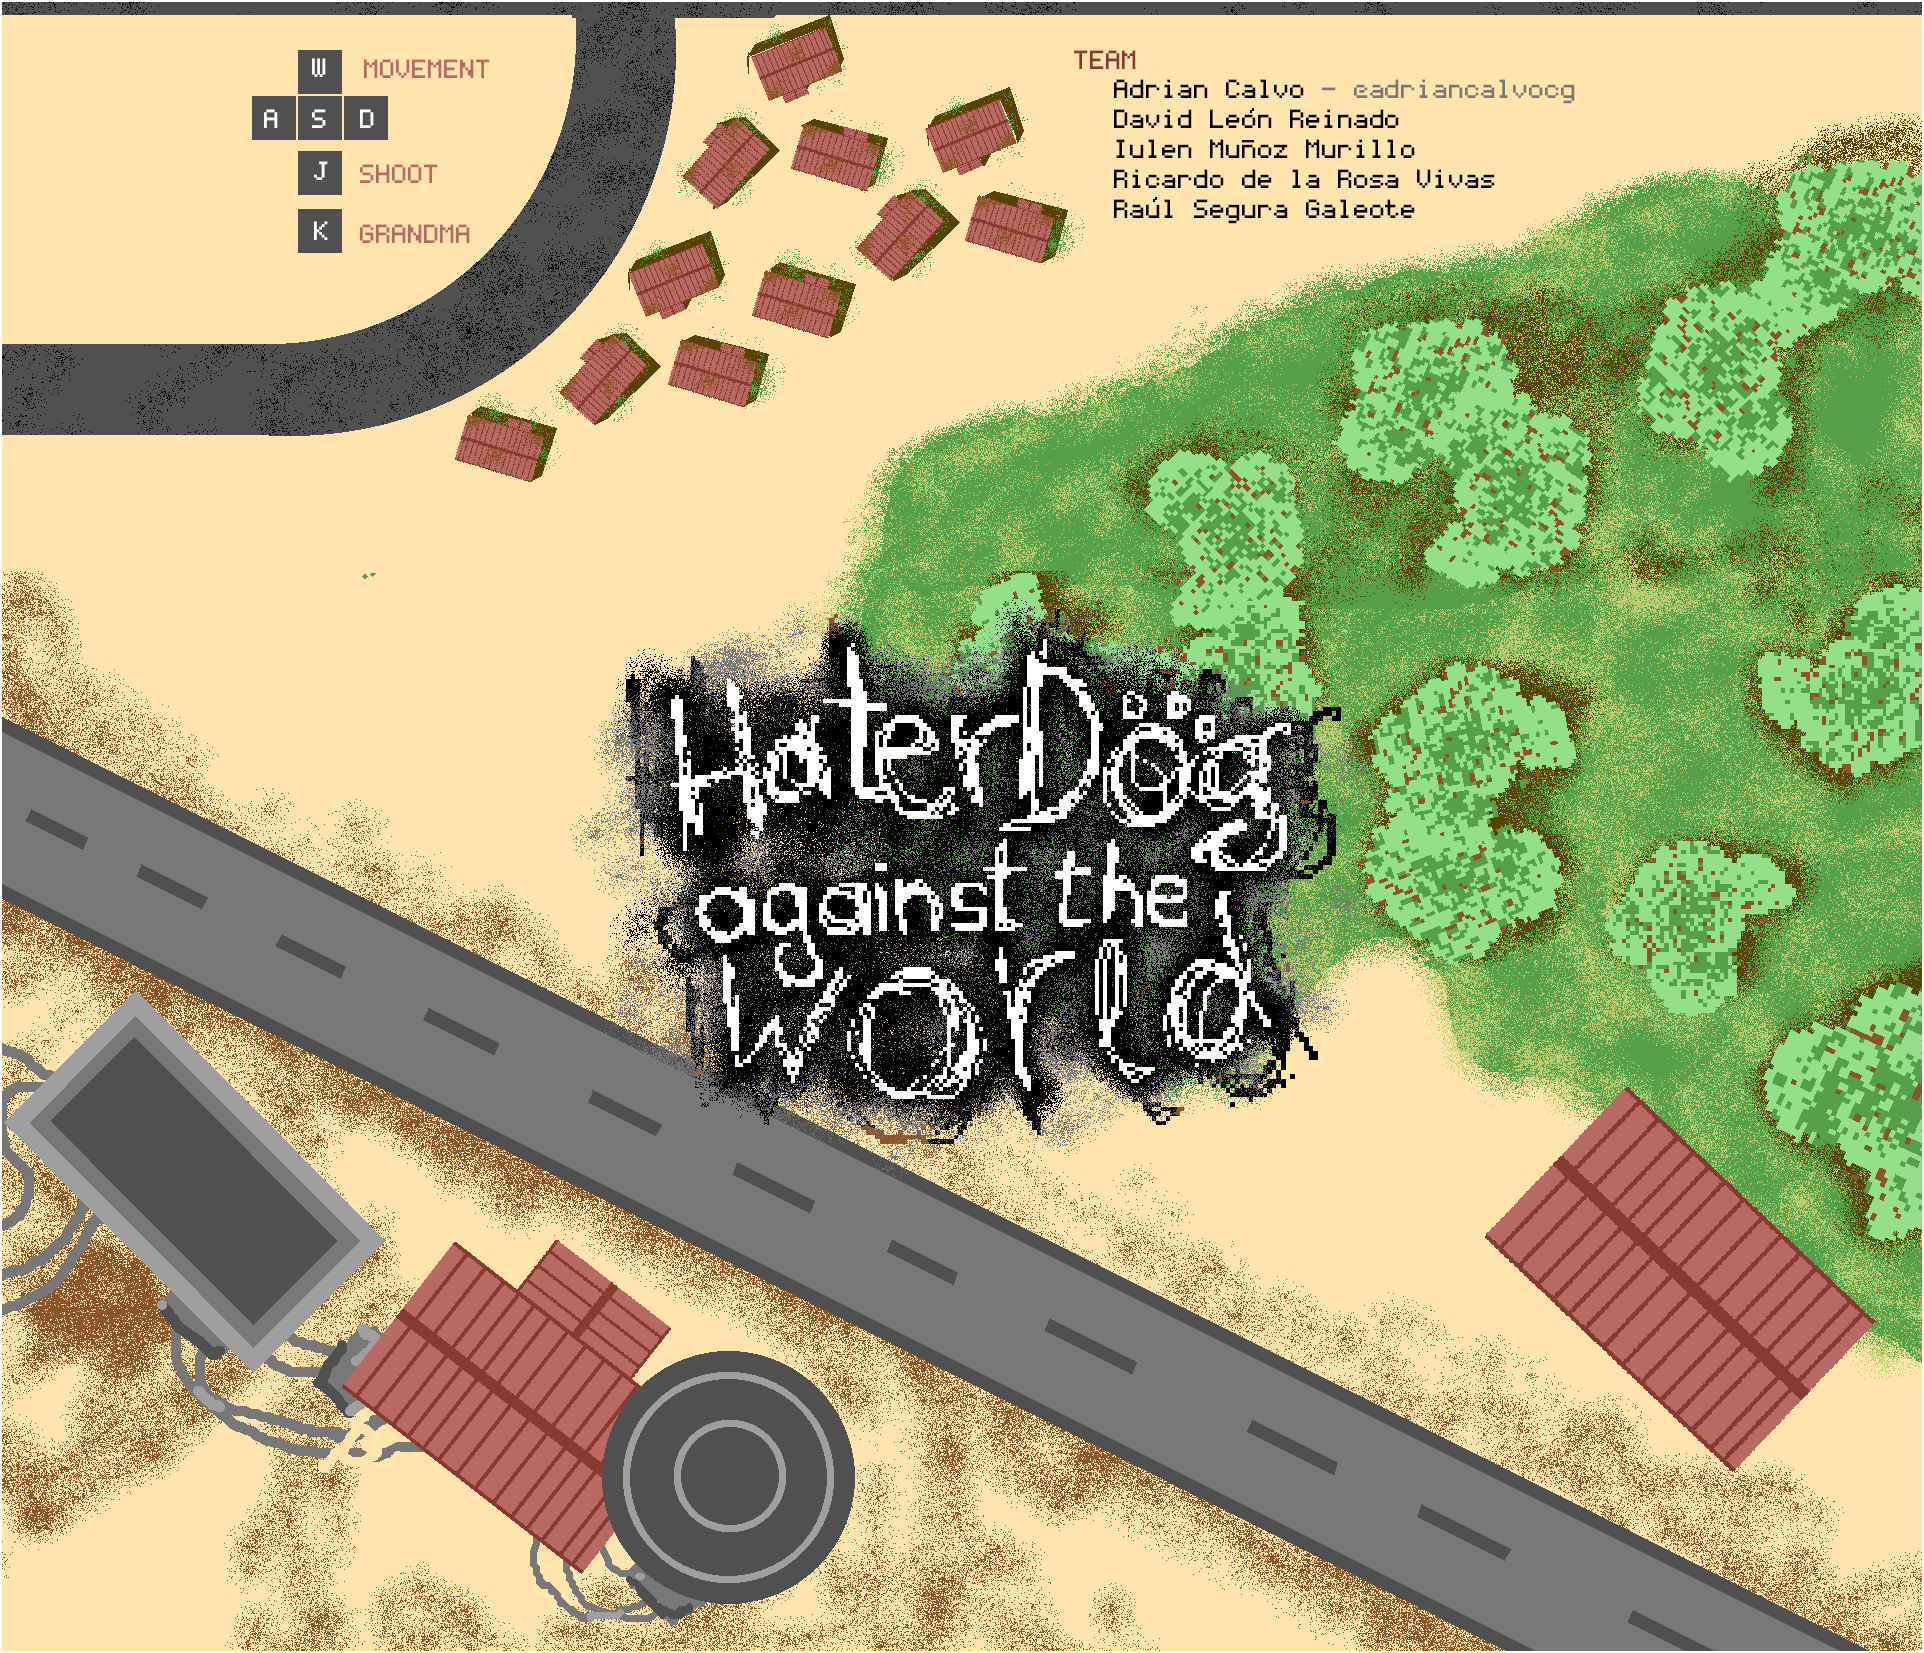 W MOVEMENT
A S D
J SHOOT
K GRANDMA
TEAM
Adrian Calvo - @adriancalvocg
David León Reinado
Iulen Muñoz Murillo
Ricardo de la Rosa Vivas
Raúl Segura Galeote
HaterDog
against the
World